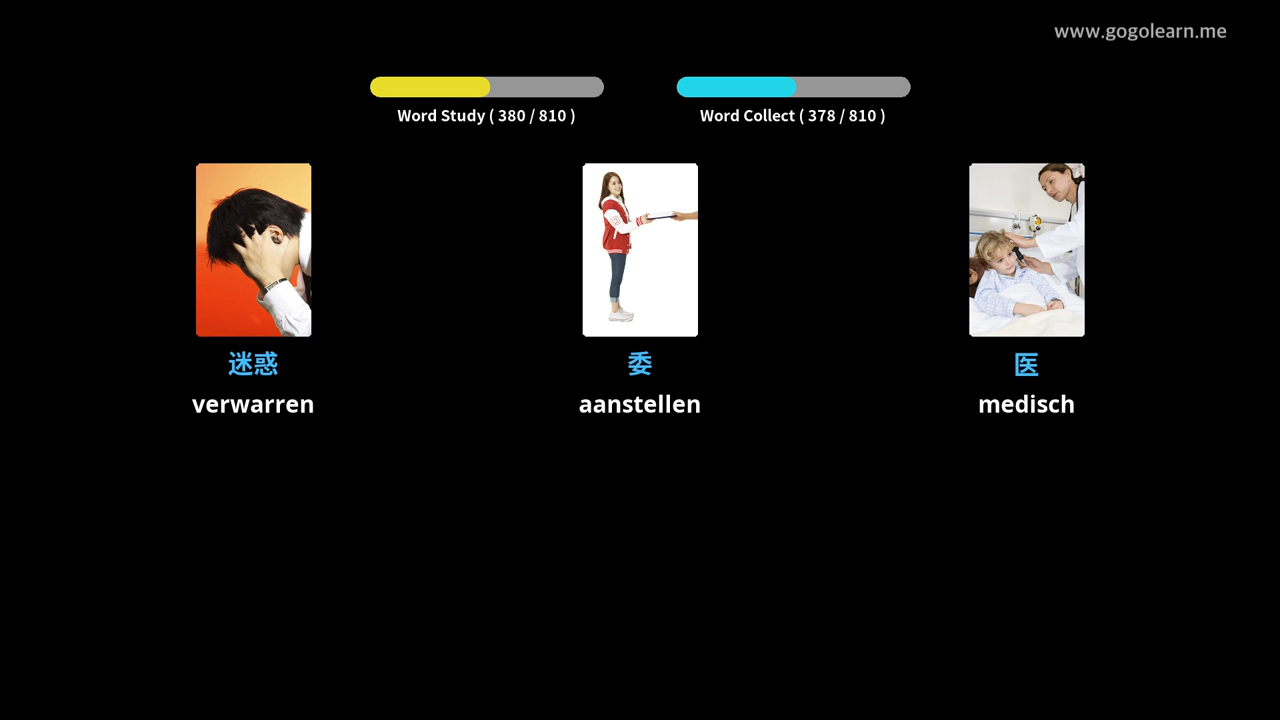 www.gogolearn.me
Word Study ( 380 / 810 )
Word Collect ( 378 / 810 )
迷惑
委
医
verwarren
aanstellen
medisch